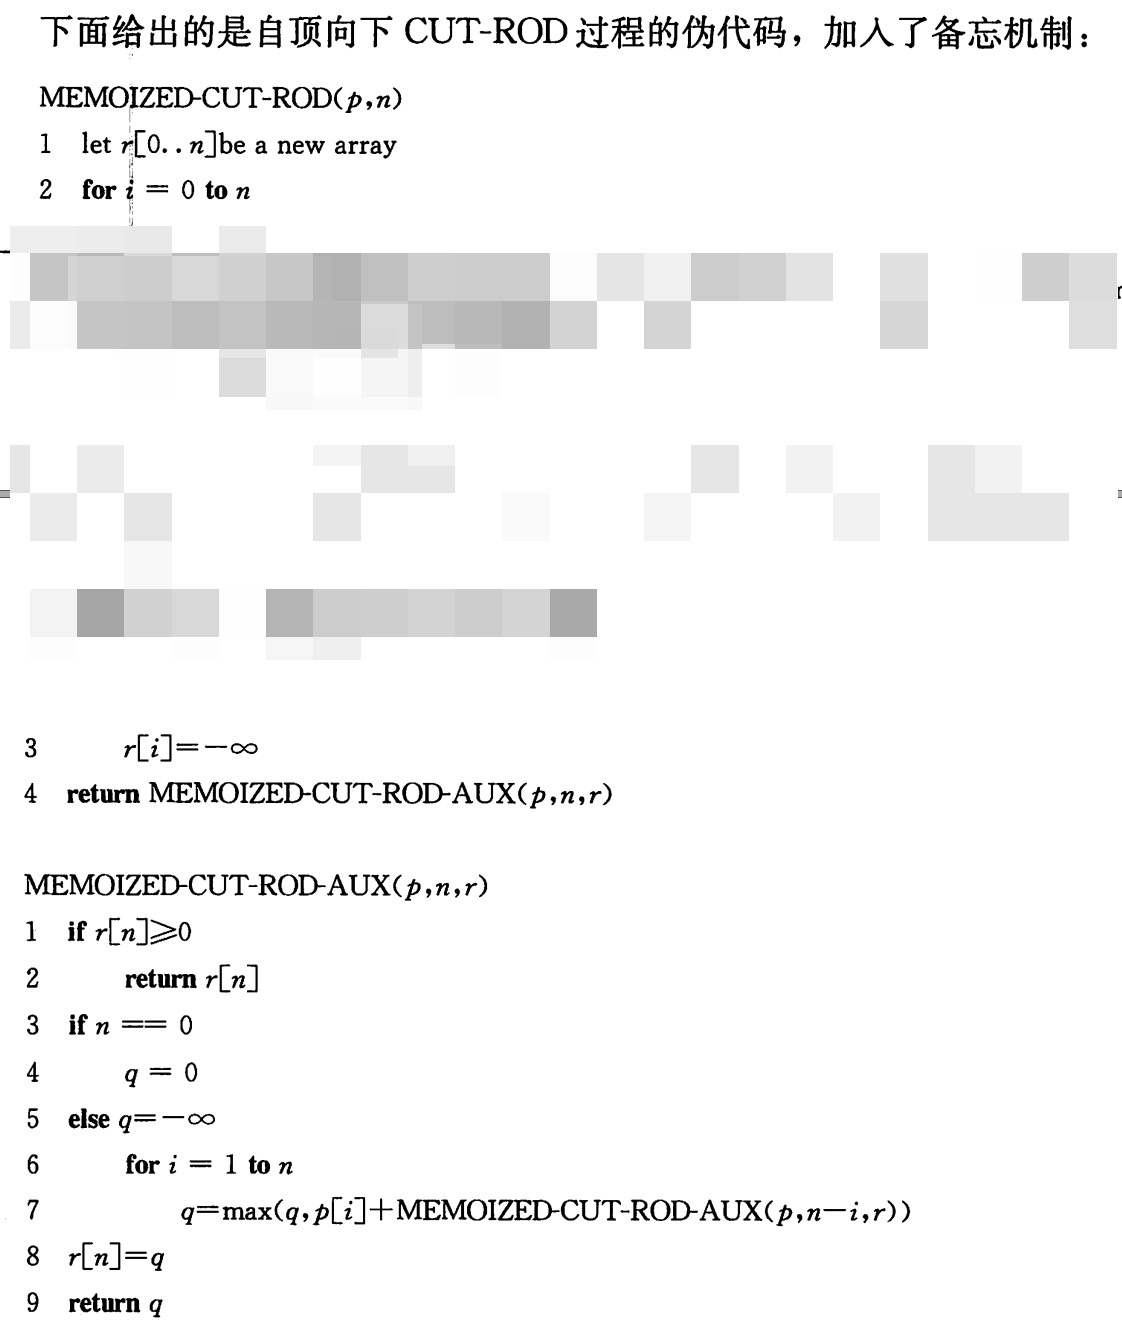 下面给出的是自顶向下 CUT-ROD 过程的伪代码，加入了备忘机制：
MEMOIZED-CUT-ROD(p,n)
1 let r[0..n]be a new array
2 for i = 0 to n
3 r[i]=-∞
4 return MEMOIZED-CUT-ROD-AUX(p,n,r)
MEMOIZED-CUT-ROD-AUX(p,n,r)
1 if r[n]⩾0
2 return r[n]
3 if n == 0
4 q = 0
5 else q=-∞
6 for i = 1 to n
7 q=max(q,p[i]+MEMOIZED-CUT-ROD-AUX(p,n-i,r))
8 r[n]=q
9 return q